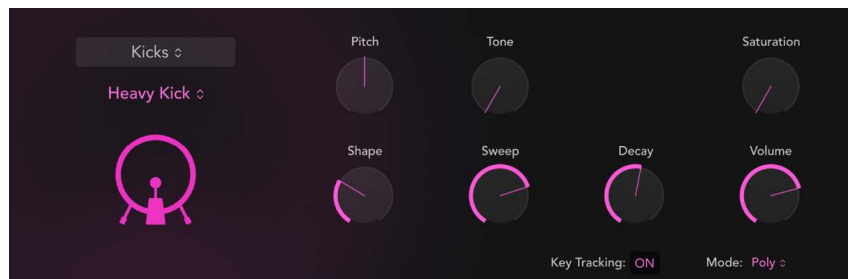 Kicks
Heavy Kick
Pitch
Tone
Saturation
Shape
Sweep
Decay
Volume
Key Tracking: ON
Mode: Poly